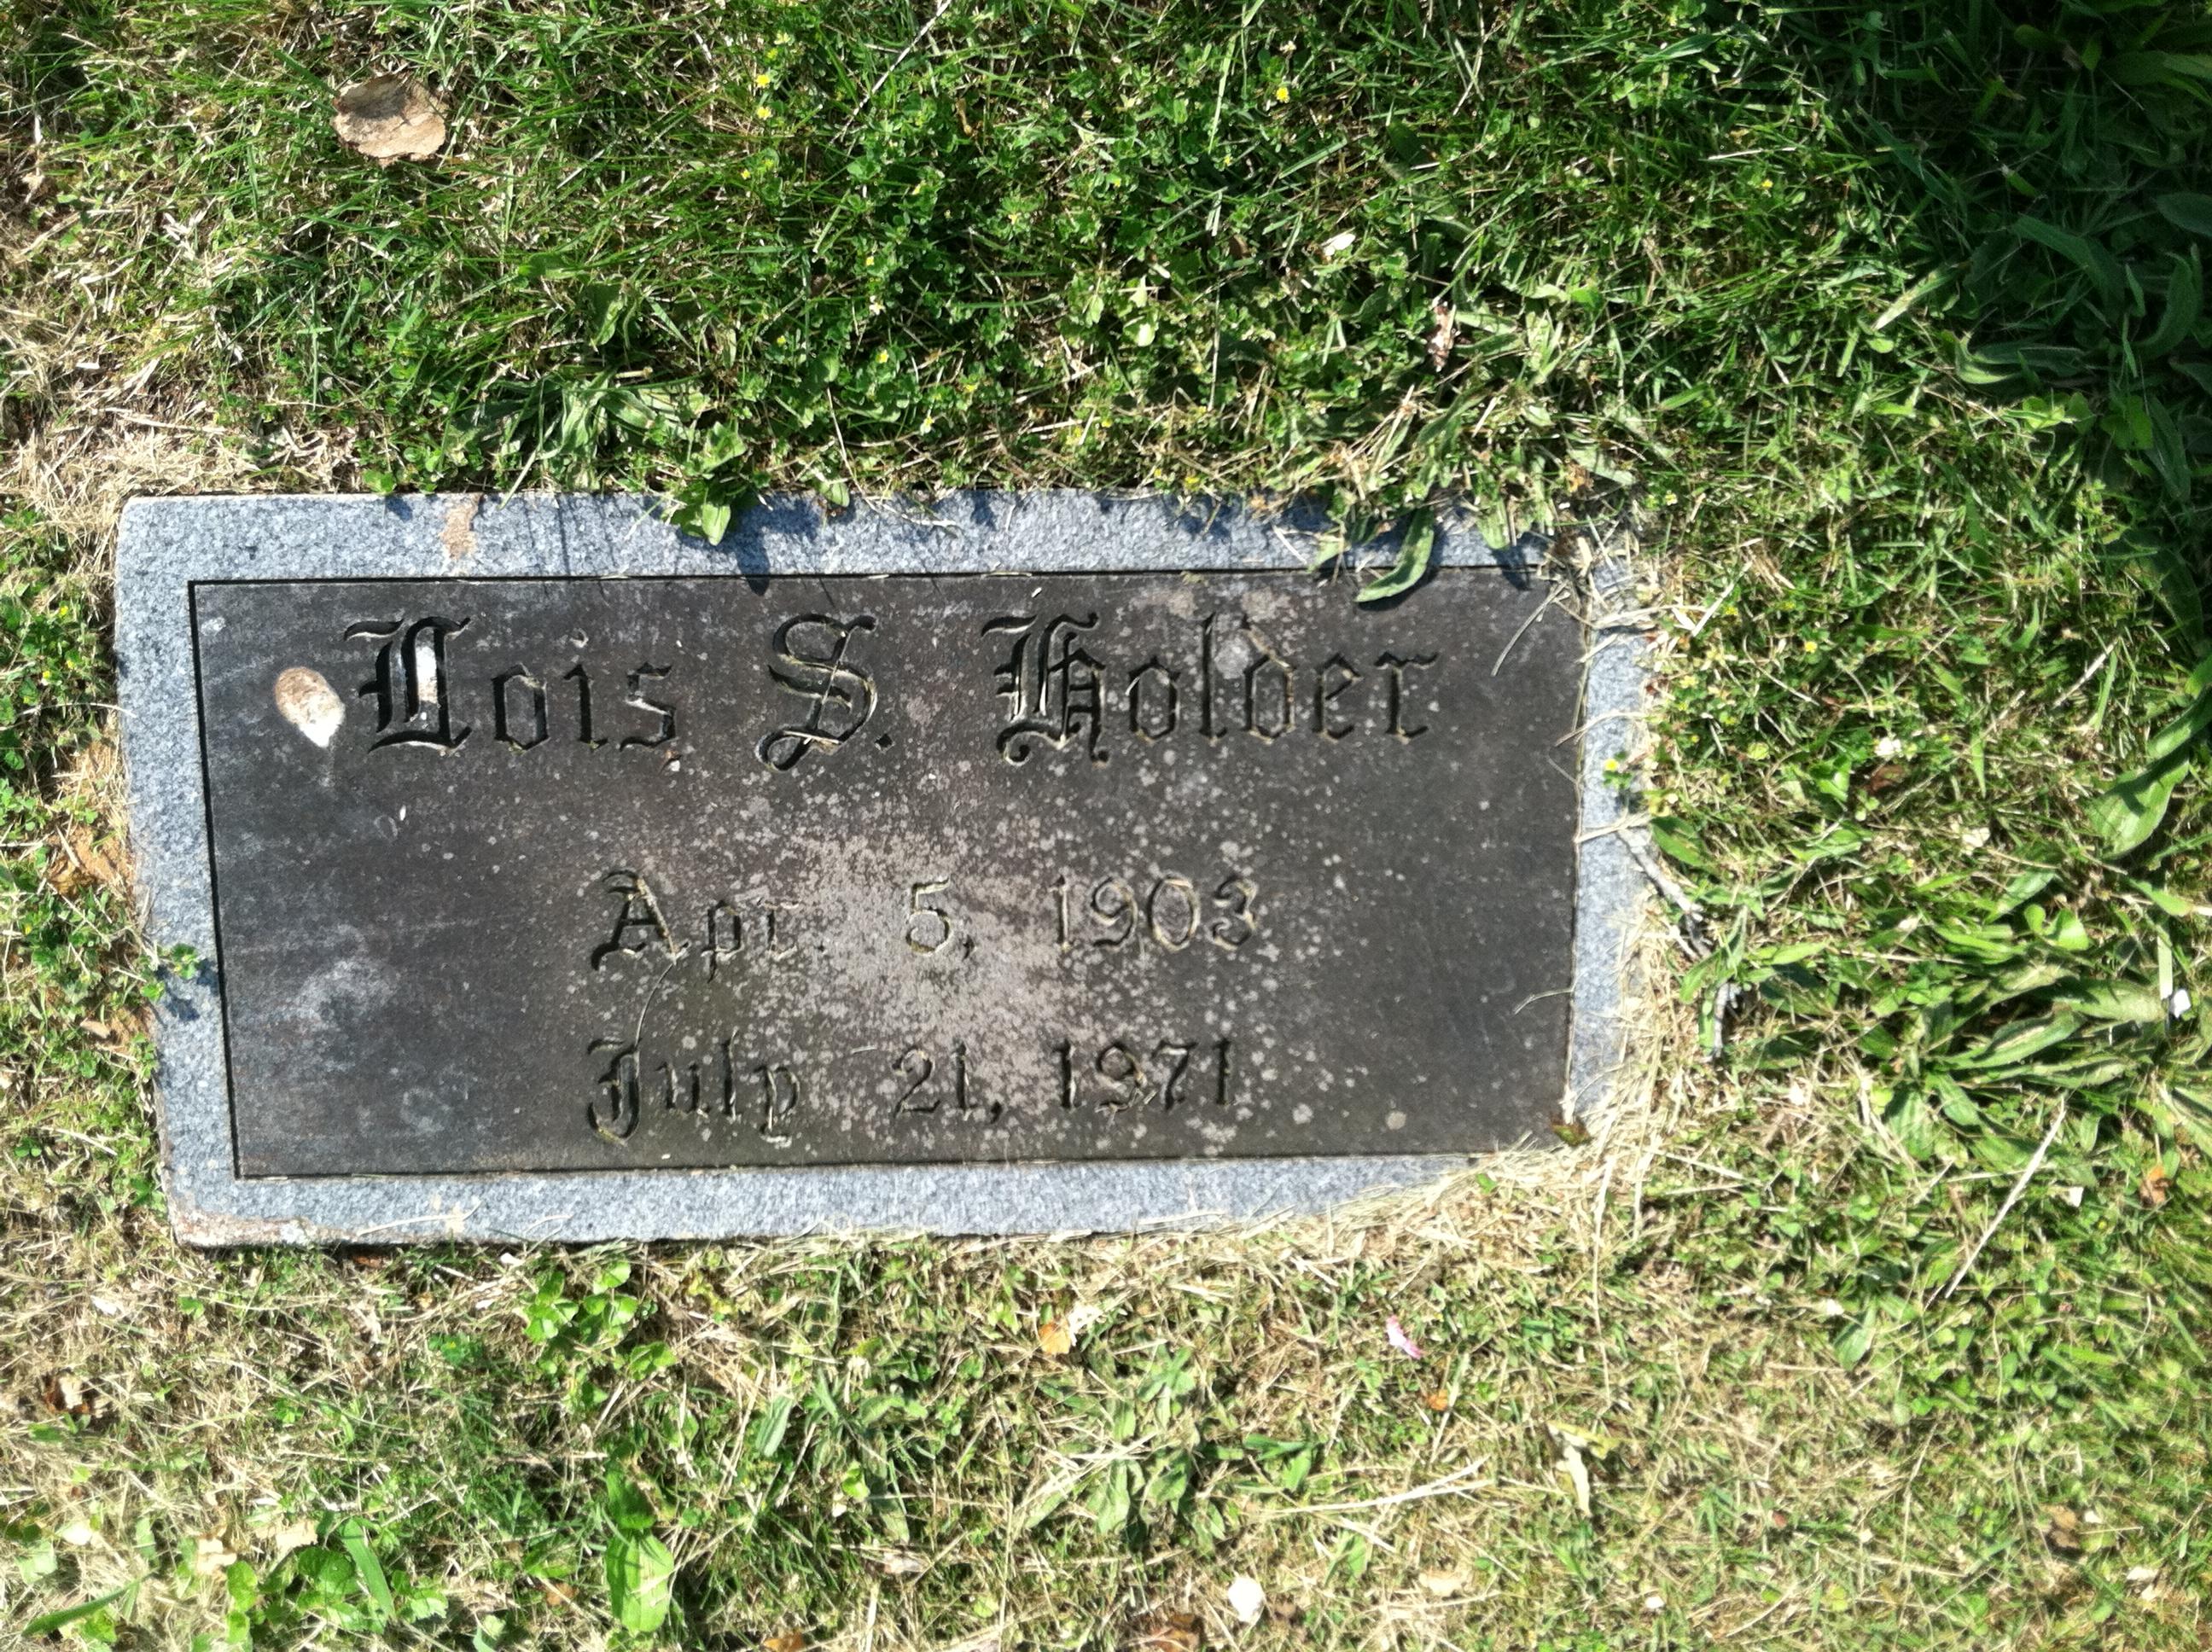 Lois S. Holder
Apr. 5, 1903
July 21, 1971